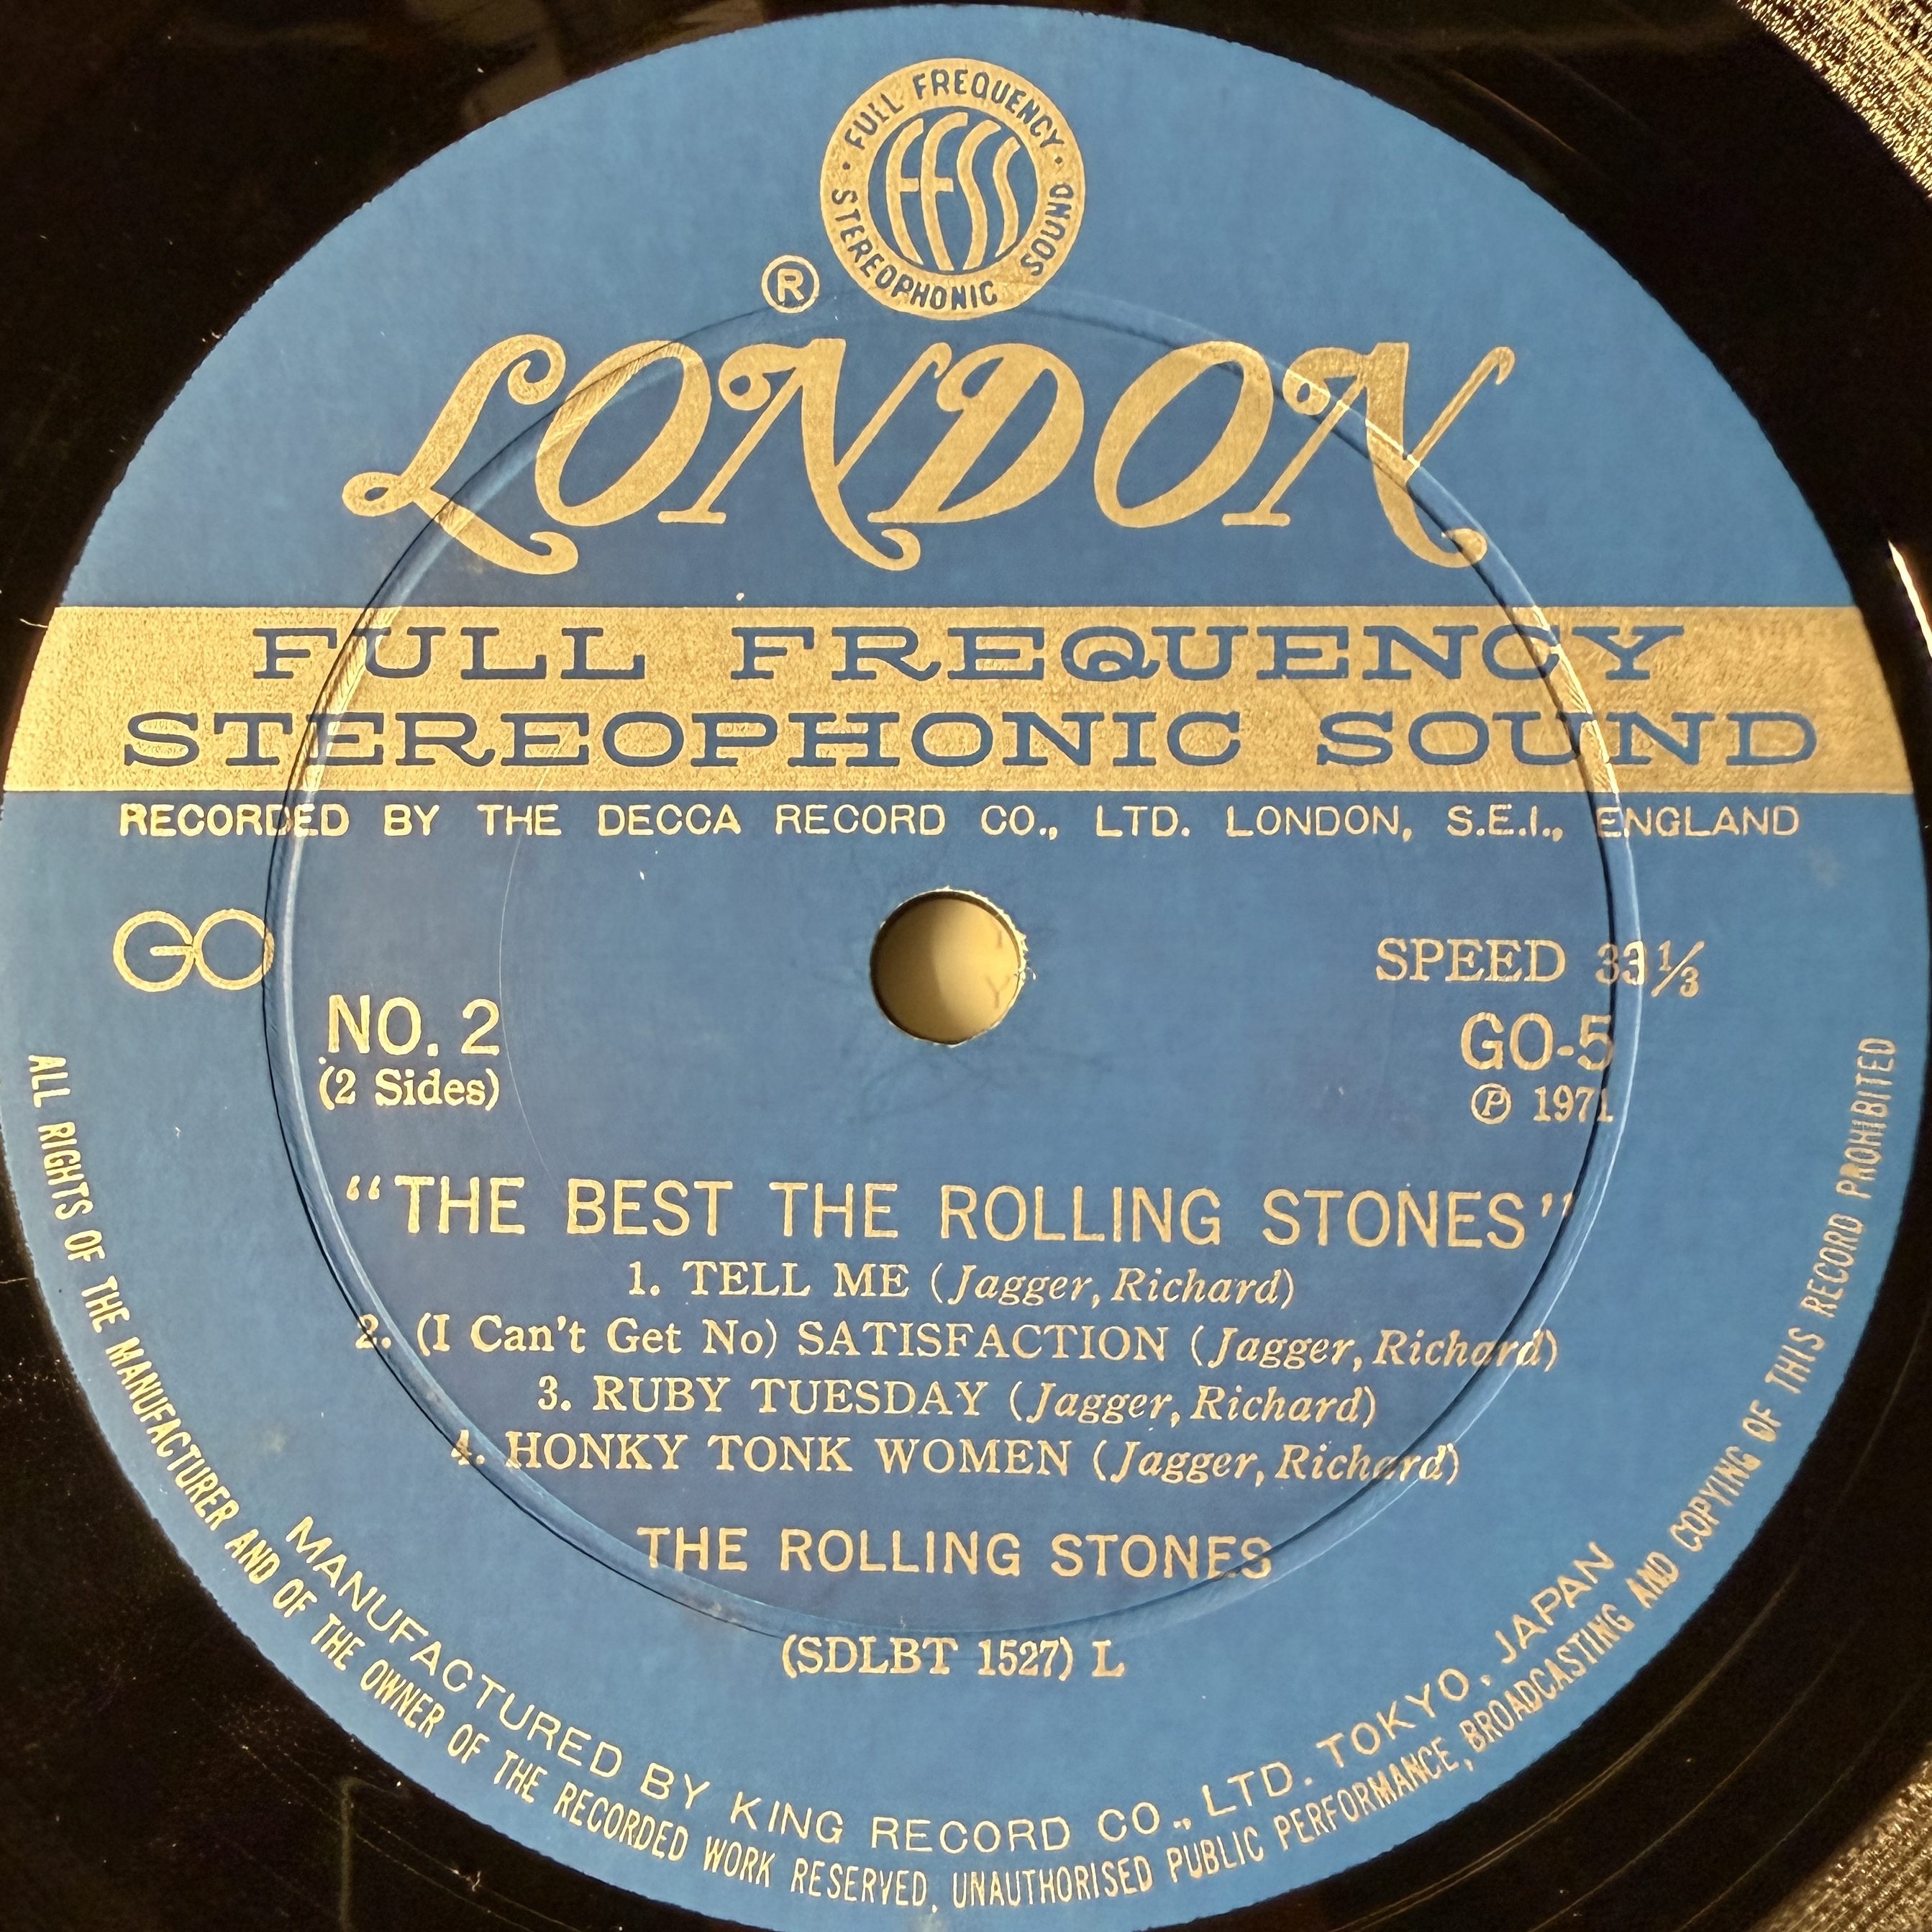 FULL FREQUENCY
STEREOPHONIC SOUND
FFSS
®
LONDON
FULL FREQUENCY
STEREOPHONIC SOUND
RECORDED BY THE DECCA RECORD CO., LTD. LONDON, S.E.I., ENGLAND
GO
SPEED 33⅓
NO. 2
GO-5
(2 Sides)
℗ 1971
"THE BEST THE ROLLING STONES"
1. TELL ME (Jagger, Richard)
2. (I Can't Get No) SATISFACTION (Jagger, Richard)
3. RUBY TUESDAY (Jagger, Richard)
4. HONKY TONK WOMEN (Jagger, Richard)
THE ROLLING STONES
(SDLBT 1527) L
MANUFACTURED BY KING RECORD CO., LTD. TOKYO, JAPAN
ALL RIGHTS OF THE MANUFACTURER AND OF THE OWNER OF THE RECORDED WORK RESERVED. UNAUTHORISED PUBLIC PERFORMANCE, BROADCASTING AND COPYING OF THIS RECORD PROHIBITED